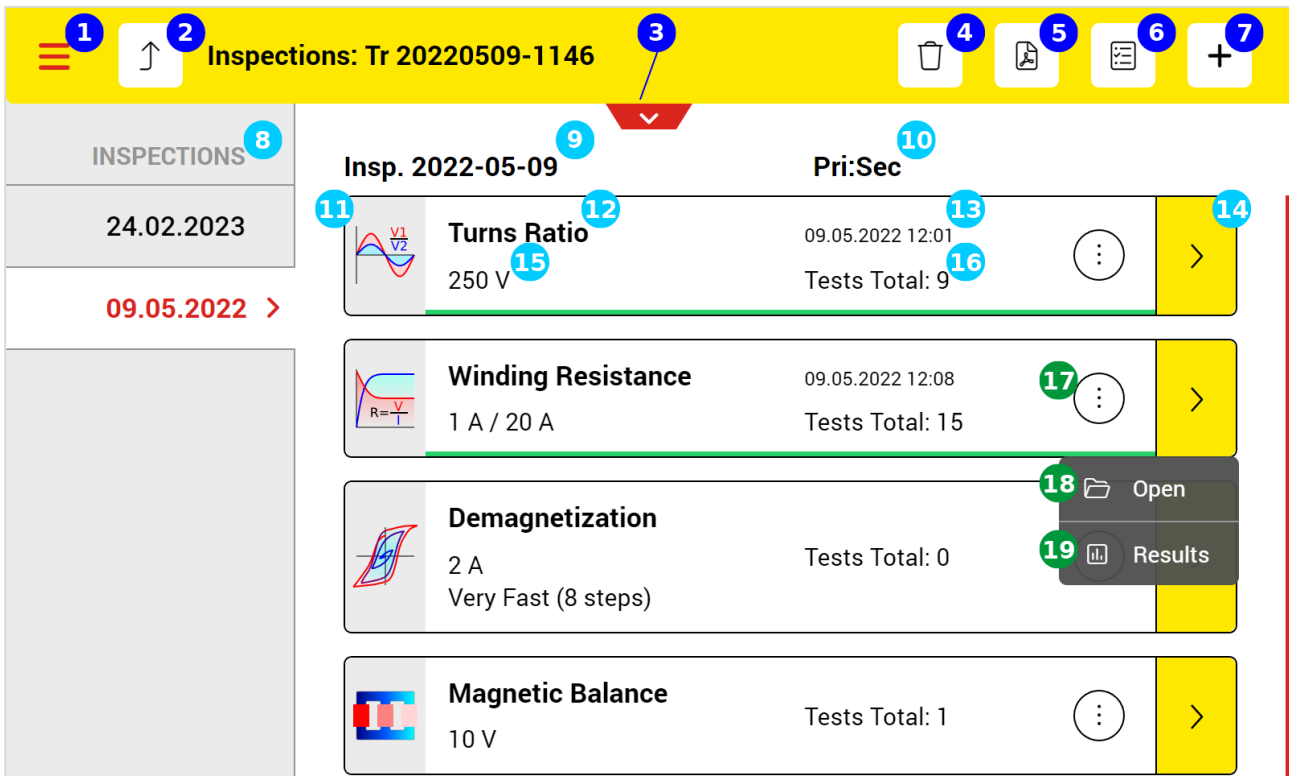 1
2
3
4
5
6
7
Inspections: Tr 20220509-1146
8
INSPECTIONS
24.02.2023
09.05.2022
9
10
Insp. 2022-05-09 Pri:Sec
11
12
13
14
V1
V2
Turns Ratio 09.05.2022 12:01
15
16
250 V Tests Total: 9
R=V/I
Winding Resistance 09.05.2022 12:08
17
1 A / 20 A Tests Total: 15
18 Open
19 Results
Demagnetization
2 A Tests Total: 0
Very Fast (8 steps)
Magnetic Balance
10 V Tests Total: 1